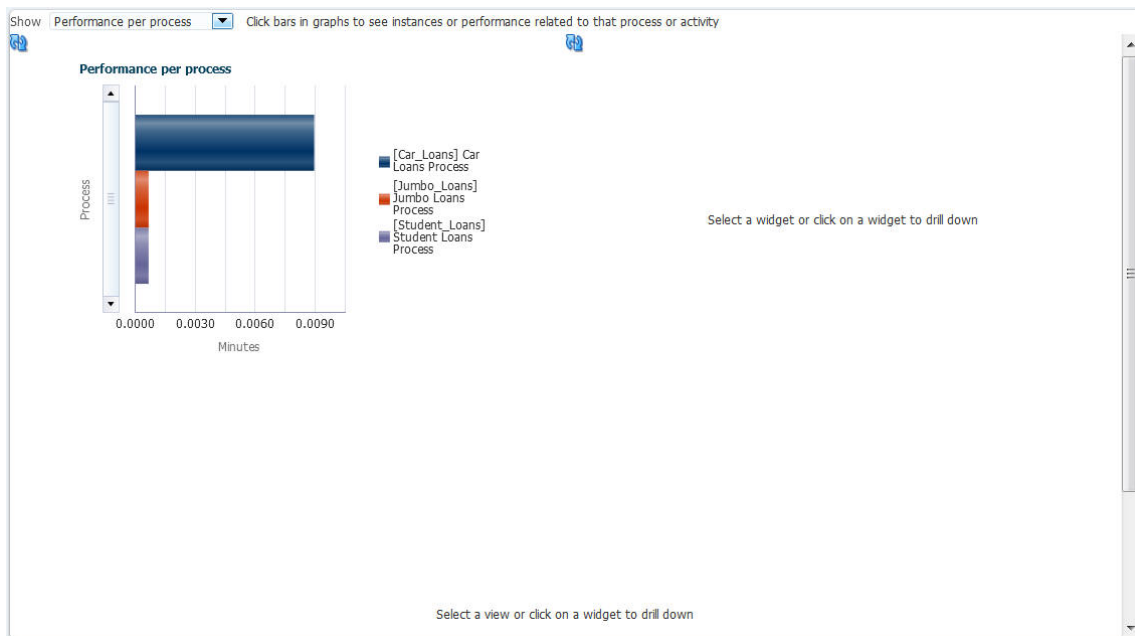 Show Performance per process Click bars in graphs to see instances or performance related to that process or activity
Performance per process
Process
[Car_Loans] Car
Loans Process
[Jumbo_Loans]
Jumbo Loans
Process
[Student_Loans]
Student Loans
Process
0.0000 0.0030 0.0060 0.0090
Minutes
Select a widget or click on a widget to drill down
Select a view or click on a widget to drill down